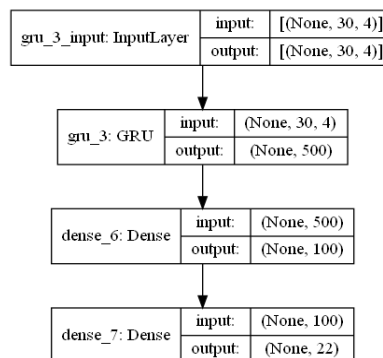 gru_3_input: InputLayer input: [(None, 30, 4)]
output: [(None, 30, 4)]
gru_3: GRU input: (None, 30, 4)
output: (None, 500)
dense_6: Dense input: (None, 500)
output: (None, 100)
dense_7: Dense input: (None, 100)
output: (None, 22)